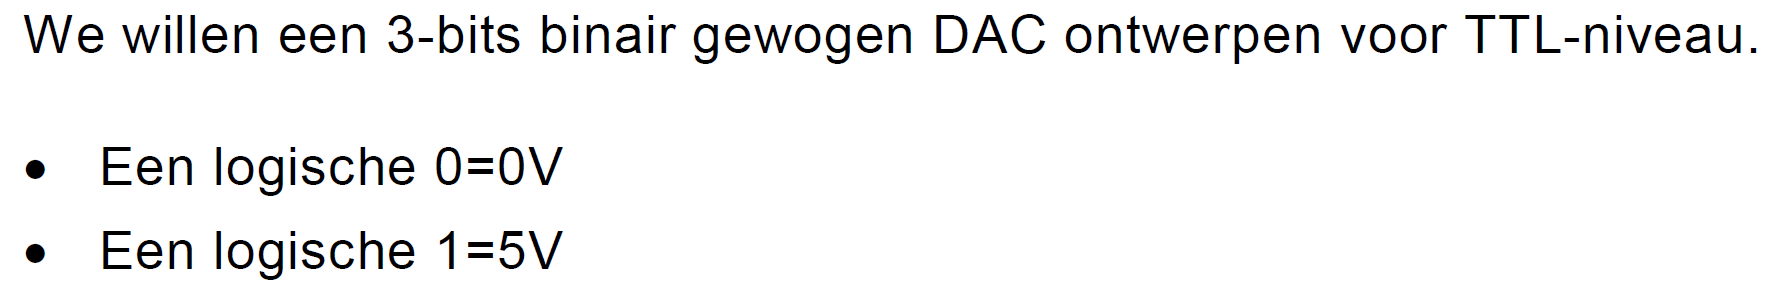 We willen een 3-bits binair gewogen DAC ontwerpen voor TTL-niveau.
• Een logische 0=0V
• Een logische 1=5V